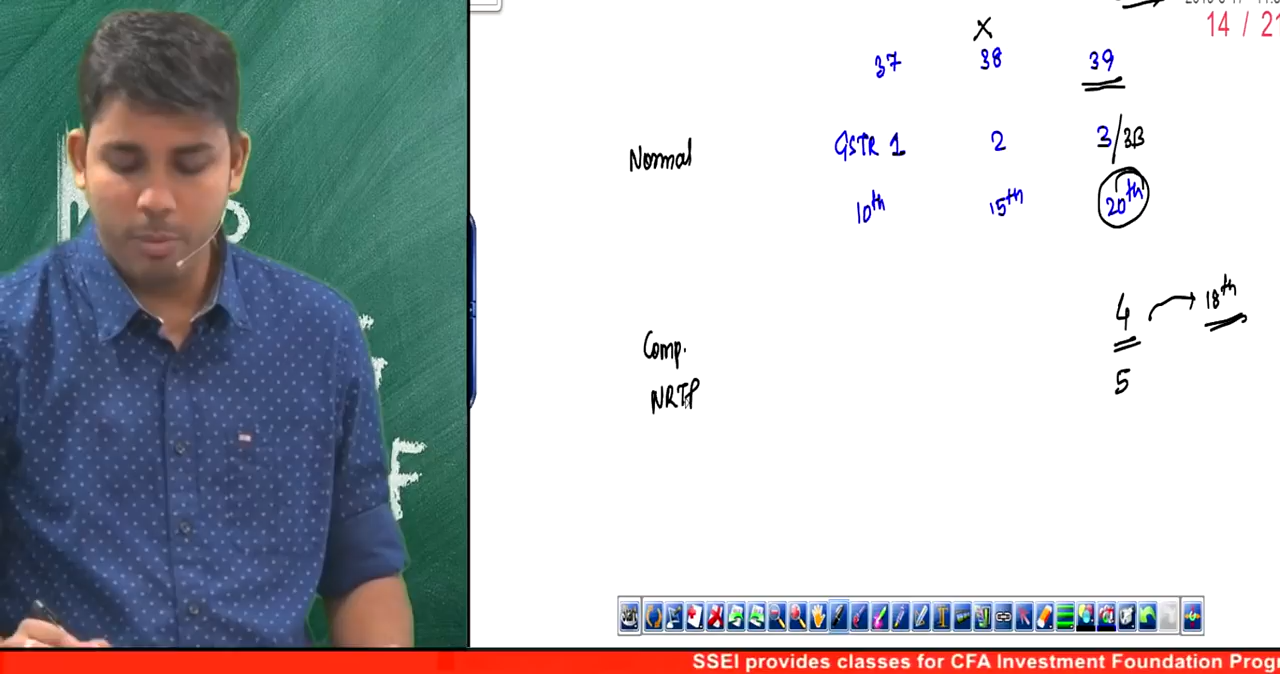 14 / 21
X
37 38 39
Normal GSTR 1 2 3/3B
10th 15th 20th
4 → 18th
Comp.
5
NRTP
F
SSEI provides classes for CFA Investment Foundation Progr